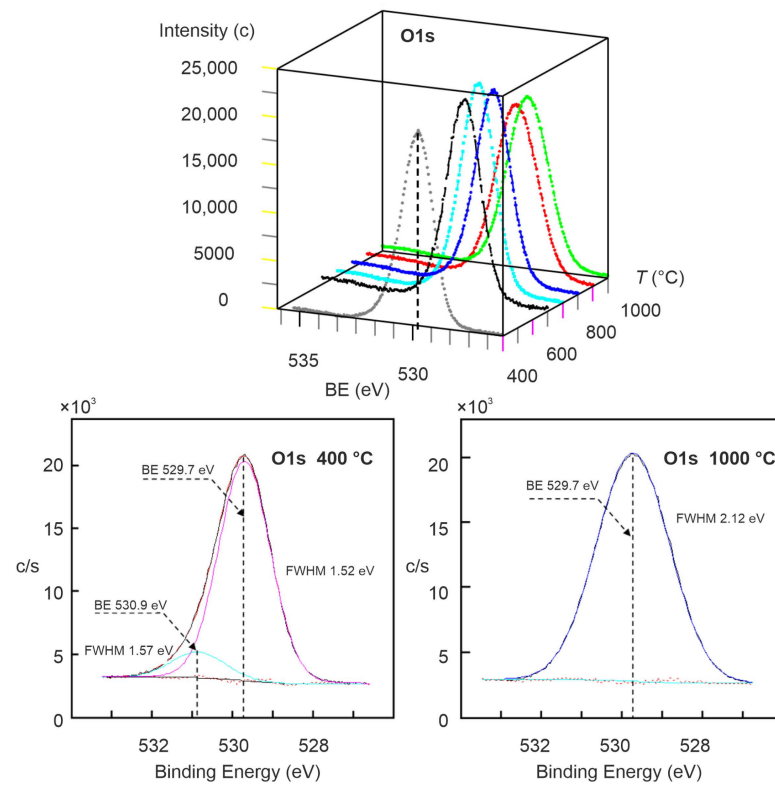 Intensity (c)
O1s
25,000
20,000
15,000
10,000
5000
0
535
530
BE (eV)
400
600
800
1000
T (°C)
×10³
O1s 400 °C
BE 529.7 eV
20
15
10
5
0
c/s
FWHM 1.52 eV
BE 530.9 eV
FWHM 1.57 eV
532
530
528
Binding Energy (eV)
×10³
O1s 1000 °C
BE 529.7 eV
FWHM 2.12 eV
20
15
10
5
0
c/s
532
530
528
Binding Energy (eV)